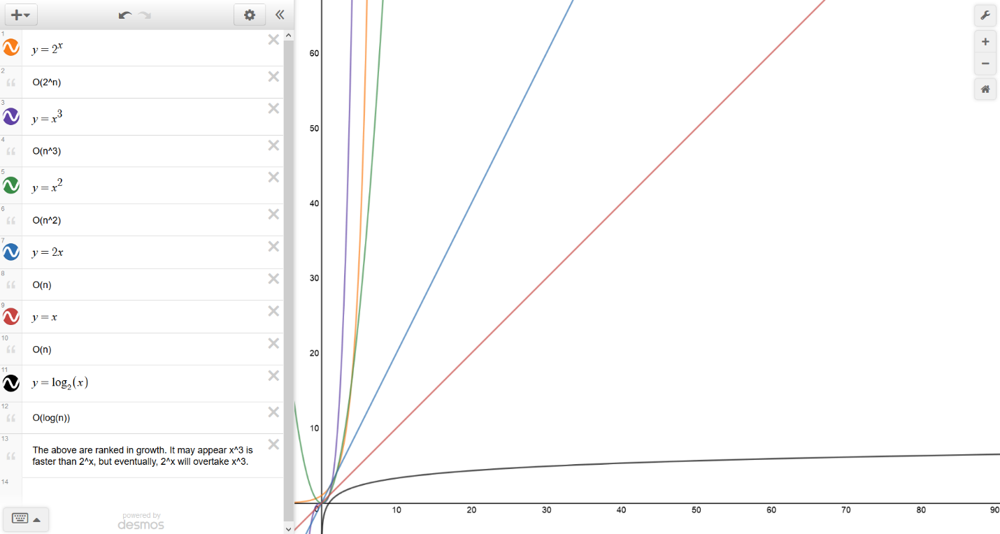 1
y = 2^x
2
O(2^n)
3
y = x^3
4
O(n^3)
5
y = x^2
6
O(n^2)
7
y = 2x
8
O(n)
9
y = x
10
O(n)
11
y = log₂(x)
12
O(log(n))
13
The above are ranked in growth. It may appear x^3 is
faster than 2^x, but eventually, 2^x will overtake x^3.
14
powered by
desmos
60
50
40
30
20
10
0
10
20
30
40
50
60
70
80
90